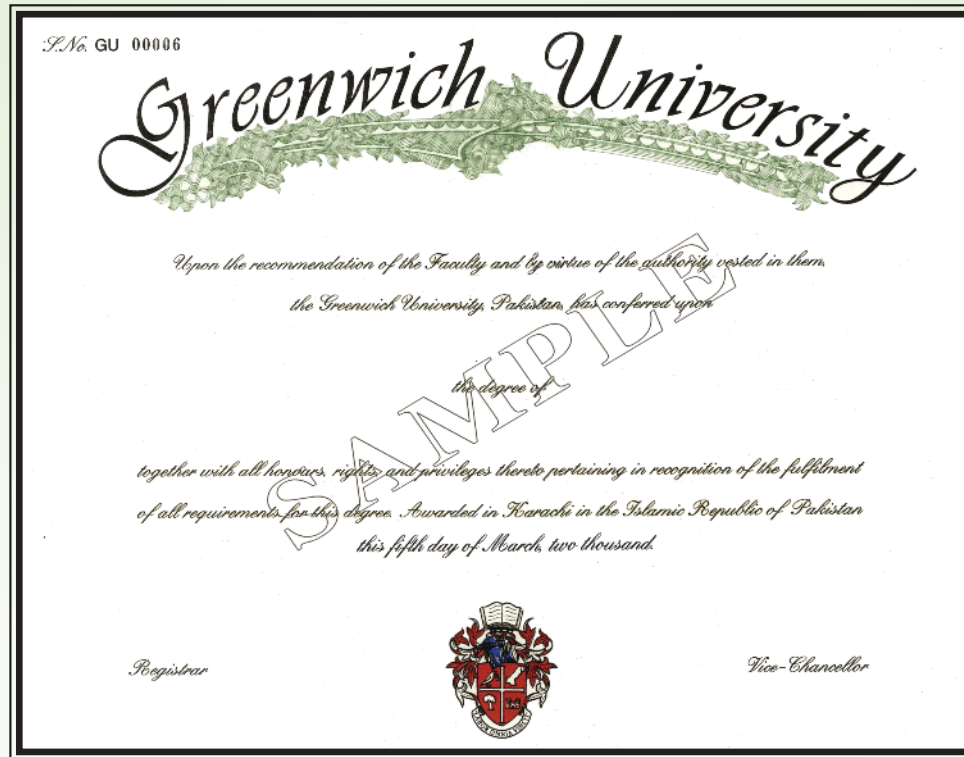 S.No. GU 00006
Greenwich University
Upon the recommendation of the Faculty and by virtue of the authority vested in them,
the Greenwich University, Pakistan, has conferred upon
the degree of
SAMPLE
together with all honours, rights, and privileges thereto pertaining in recognition of the fulfilment
of all requirements for this degree. Awarded in Karachi in the Islamic Republic of Pakistan
this fifth day of March, two thousand.
Registrar
Vice-Chancellor